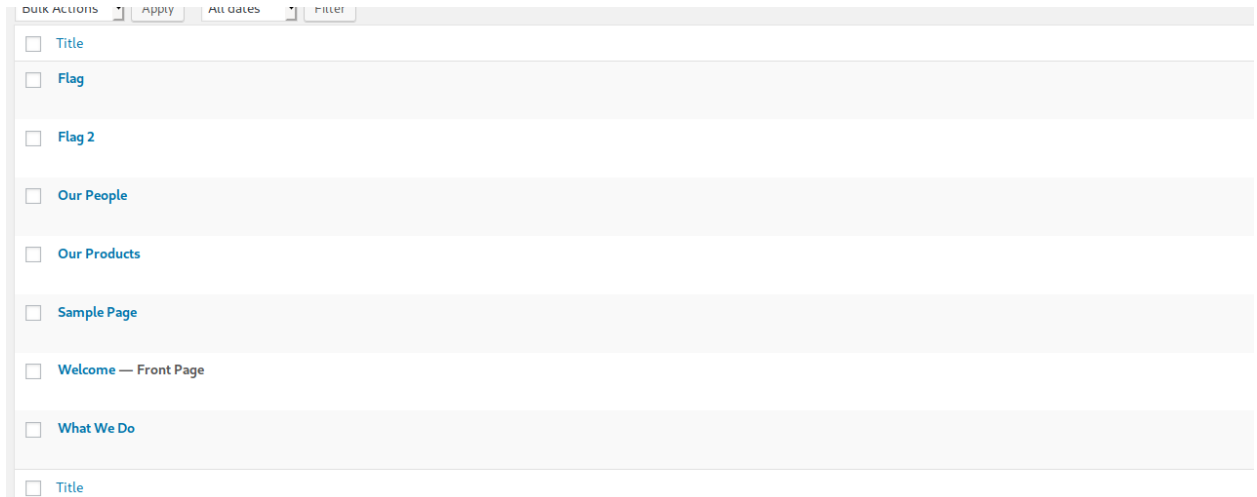 Bulk Actions Apply All dates Filter
Title
Flag
Flag 2
Our People
Our Products
Sample Page
Welcome — Front Page
What We Do
Title